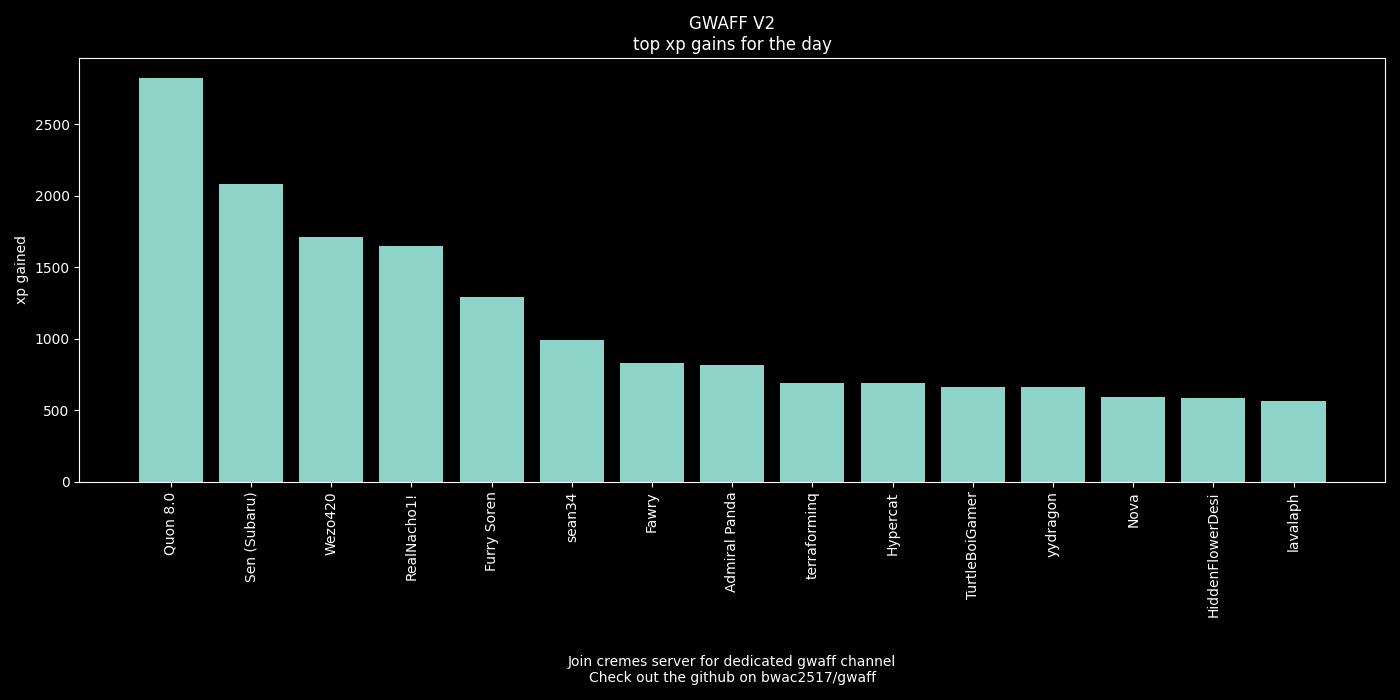 GWAFF V2
top xp gains for the day
xp gained
2500
2000
1500
1000
500
0
Quon 8.0
Sen (Subaru)
Wezo420
RealNacho1!
Furry Soren
sean34
Fawry
Admiral Panda
terraforminq
Hypercat
TurtleBoiGamer
yydragon
Nova
HiddenFlowerDesi
lavalaph
Join cremes server for dedicated gwaff channel
Check out the github on bwac2517/gwaff